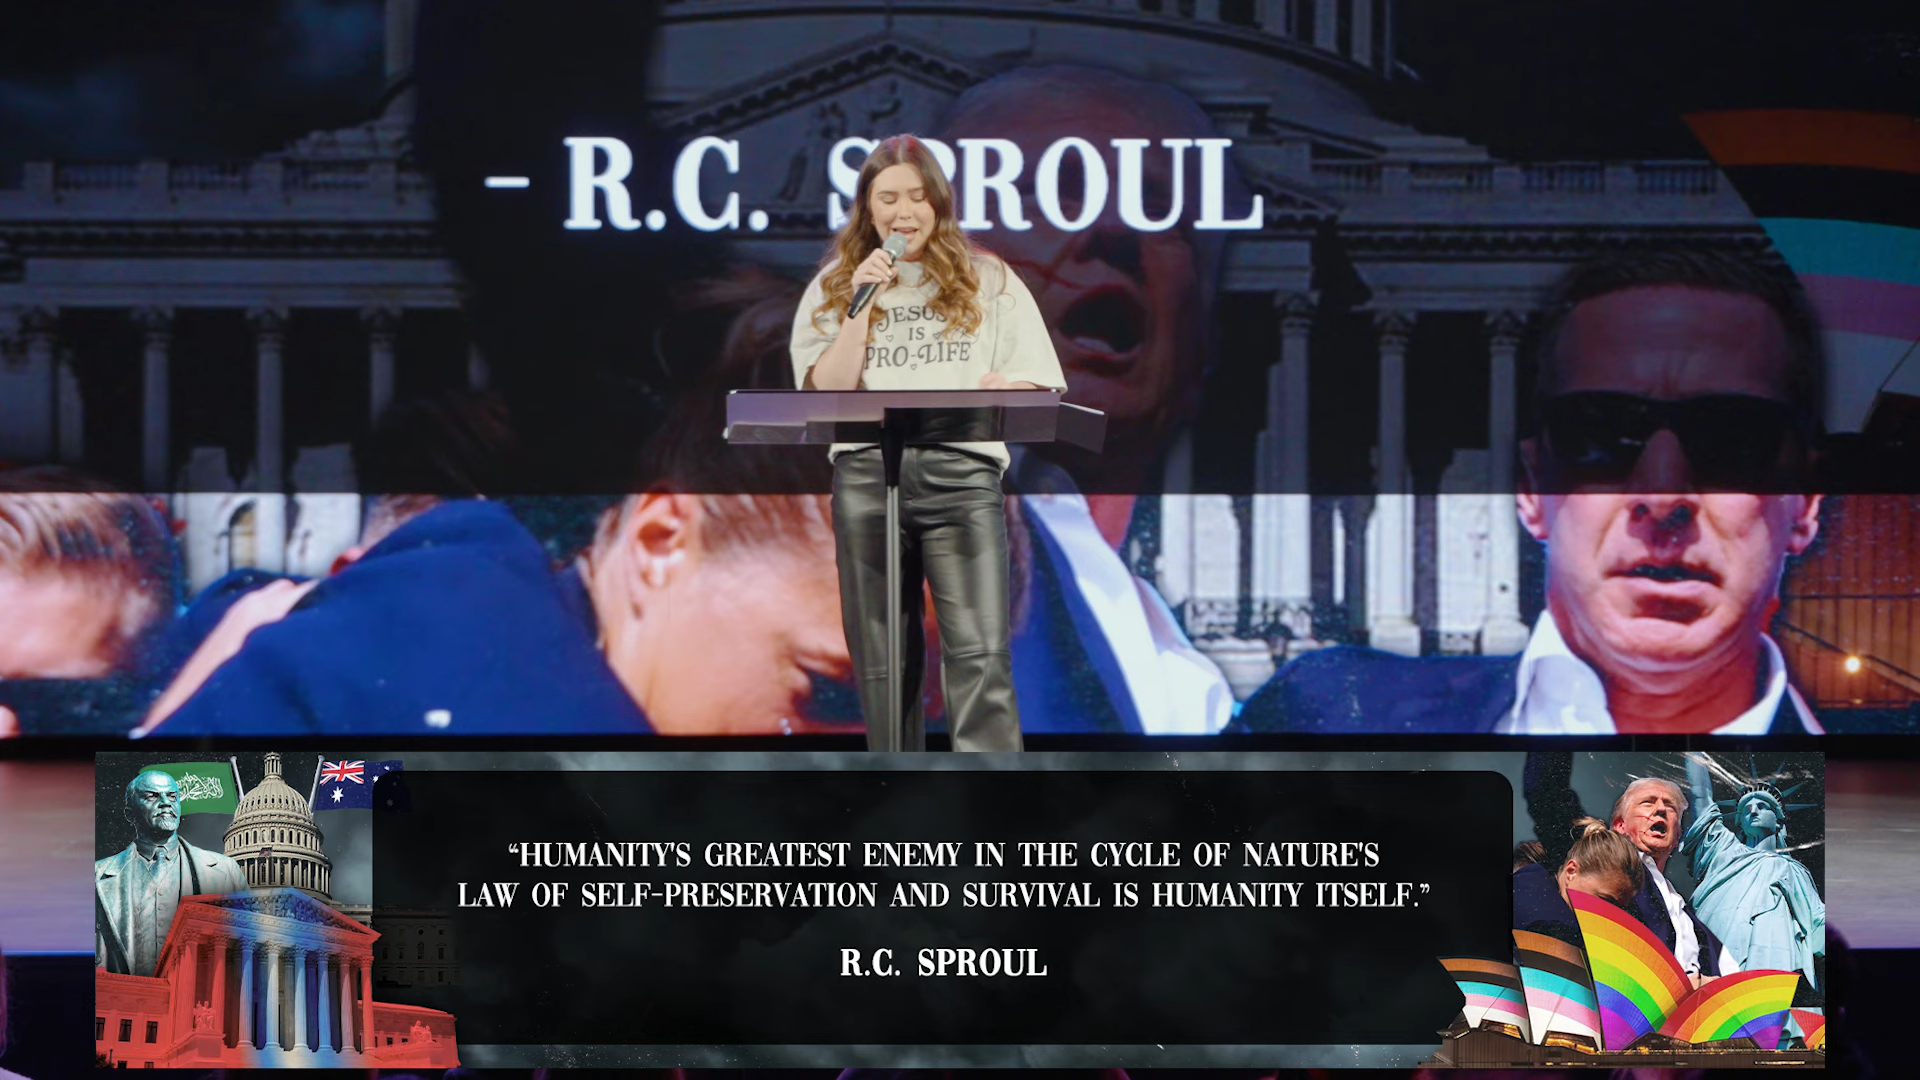 – R.C. SPROUL
JESUS
IS
PRO-LIFE
“HUMANITY'S GREATEST ENEMY IN THE CYCLE OF NATURE'S
LAW OF SELF-PRESERVATION AND SURVIVAL IS HUMANITY ITSELF.”
R.C. SPROUL